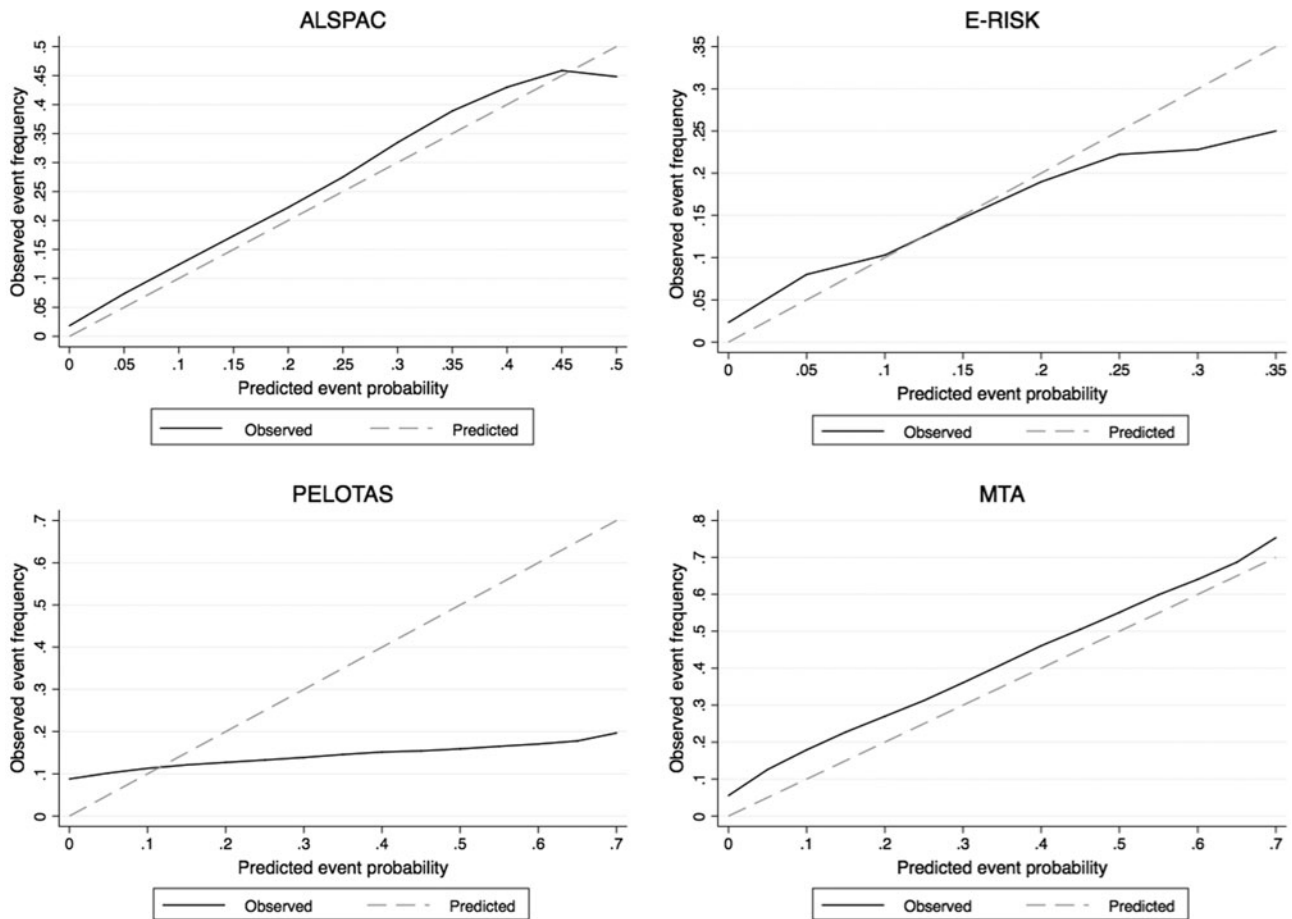 ALSPAC
Observed event frequency
0 .05 .1 .15 .2 .25 .3 .35 .4 .45 .5
0 .05 .1 .15 .2 .25 .3 .35 .4 .45 .5
Predicted event probability
Observed Predicted
E-RISK
Observed event frequency
0 .05 .1 .15 .2 .25 .35
0 .05 .1 .15 .2 .25 .3 .35
Predicted event probability
Observed Predicted
PELOTAS
Observed event frequency
0 .1 .2 .3 .4 .5 .6 .7
0 .1 .2 .3 .4 .5 .6 .7
Predicted event probability
Observed Predicted
MTA
Observed event frequency
0 .1 .2 .3 .4 .5 .6 .7 .8
0 .1 .2 .3 .4 .5 .6 .7
Predicted event probability
Observed Predicted